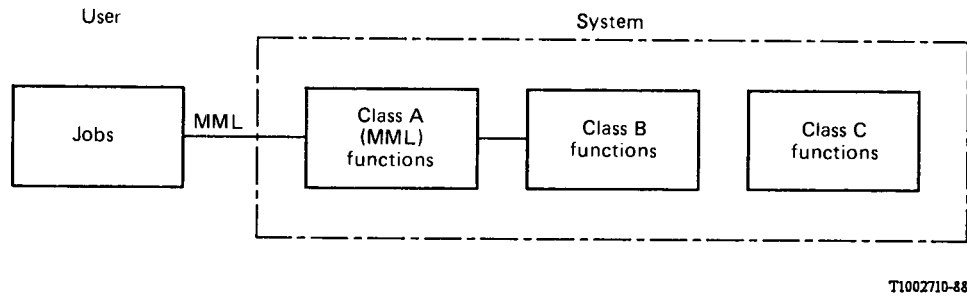 User
System
Jobs
MML
Class A
(MML)
functions
Class B
functions
Class C
functions
T1002710-88